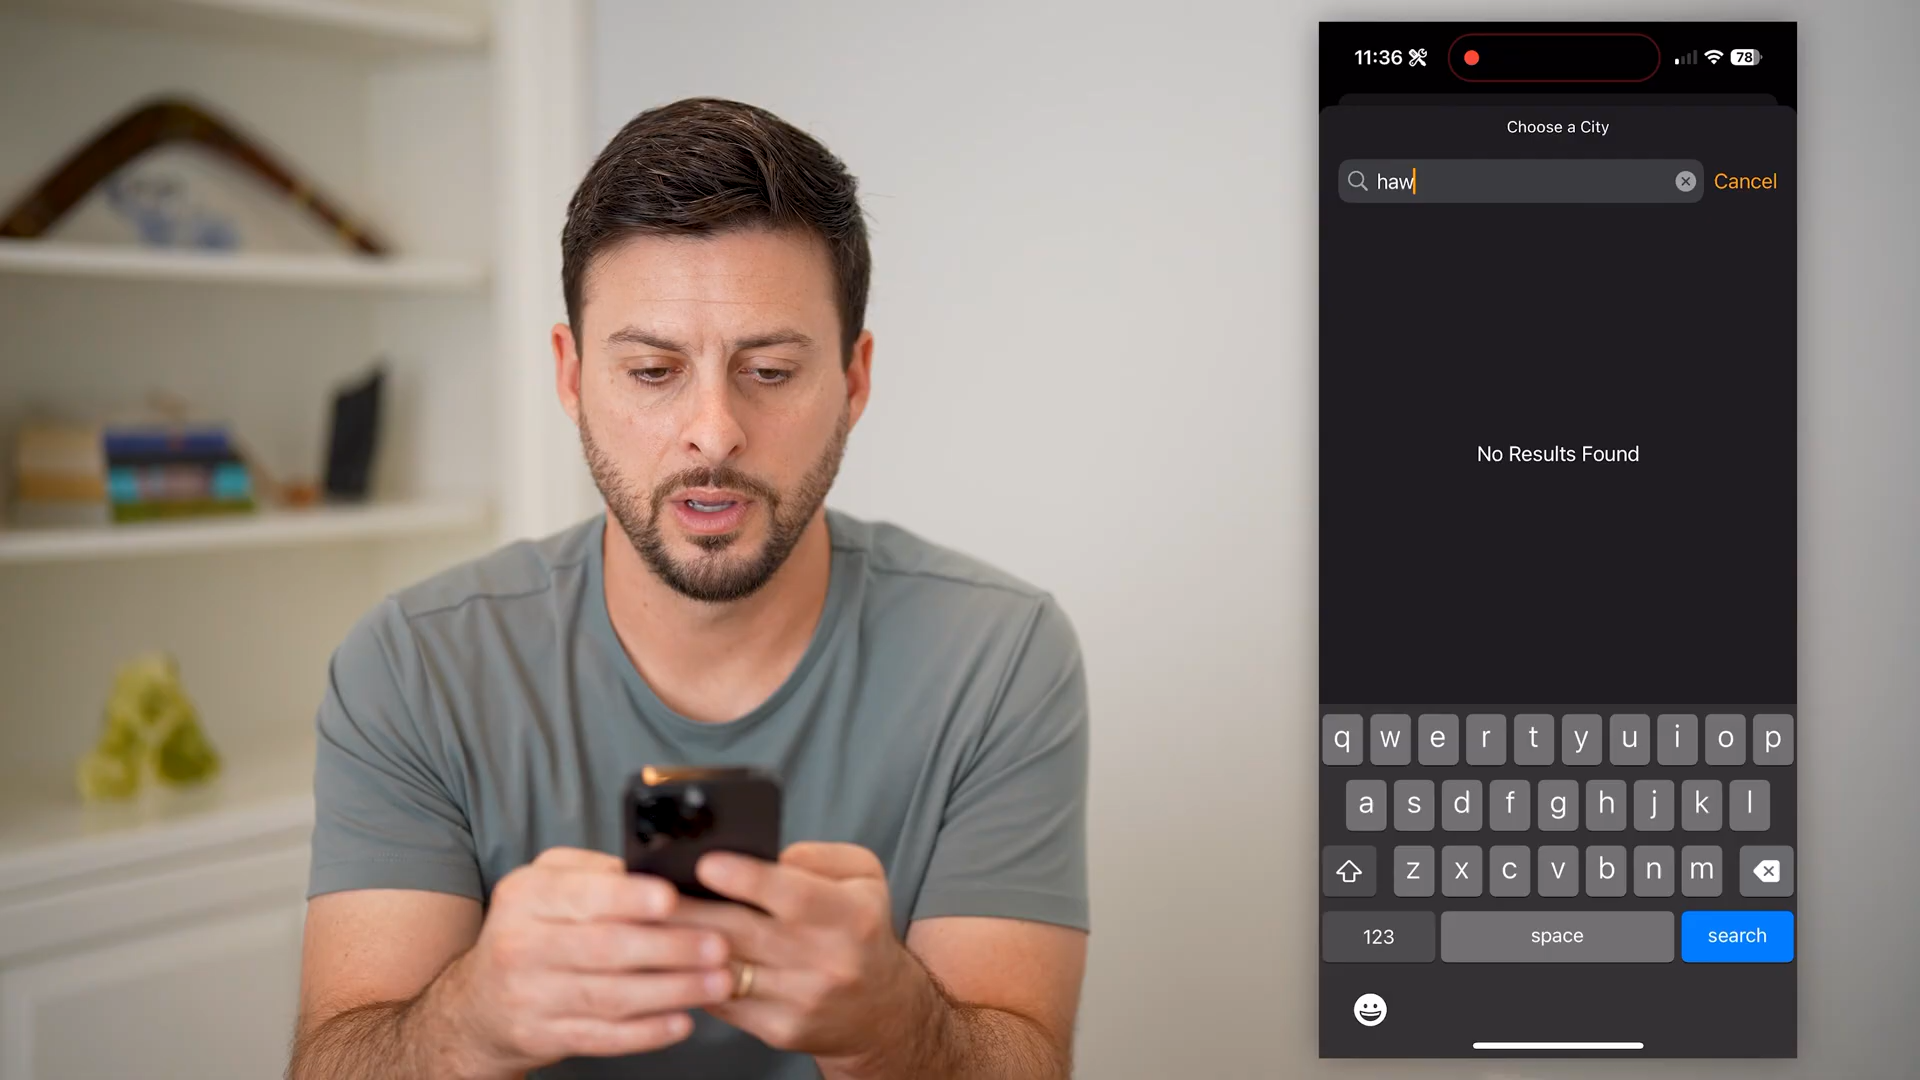 11:36
78
Choose a City
haw
Cancel
No Results Found
q w e r t y u i o p
a s d f g h j k l
z x c v b n m
123 space search